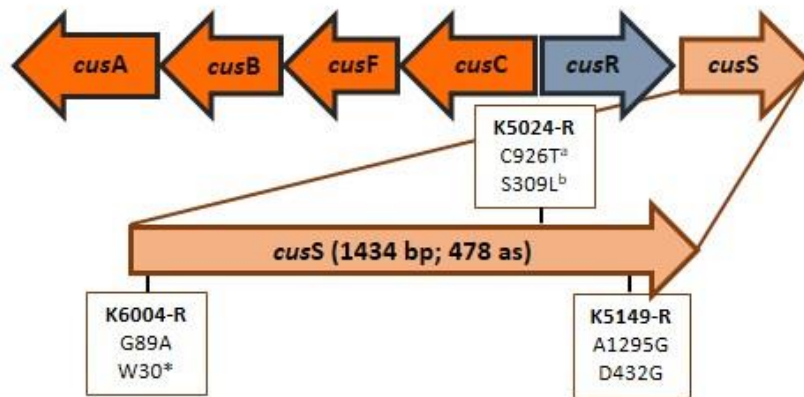 cusA cusB cusF cusC cusR cusS
K5024-R
C926Tᵃ
S309Lᵇ
cusS (1434 bp; 478 as)
K6004-R
G89A
W30*
K5149-R
A1295G
D432G